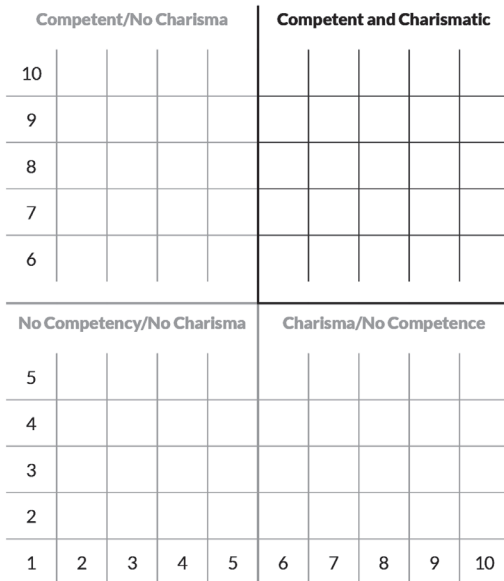 Competent/No Charisma
Competent and Charismatic
10
9
8
7
6
No Competency/No Charisma
Charisma/No Competence
5
4
3
2
1 2 3 4 5 6 7 8 9 10